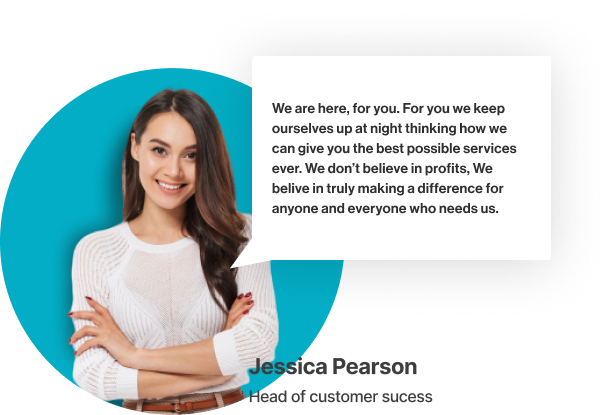 We are here, for you. For you we keep
ourselves up at night thinking how we
can give you the best possible services
ever. We don't believe in profits, We
belive in truly making a difference for
anyone and everyone who needs us.
Jessica Pearson
Head of customer sucess